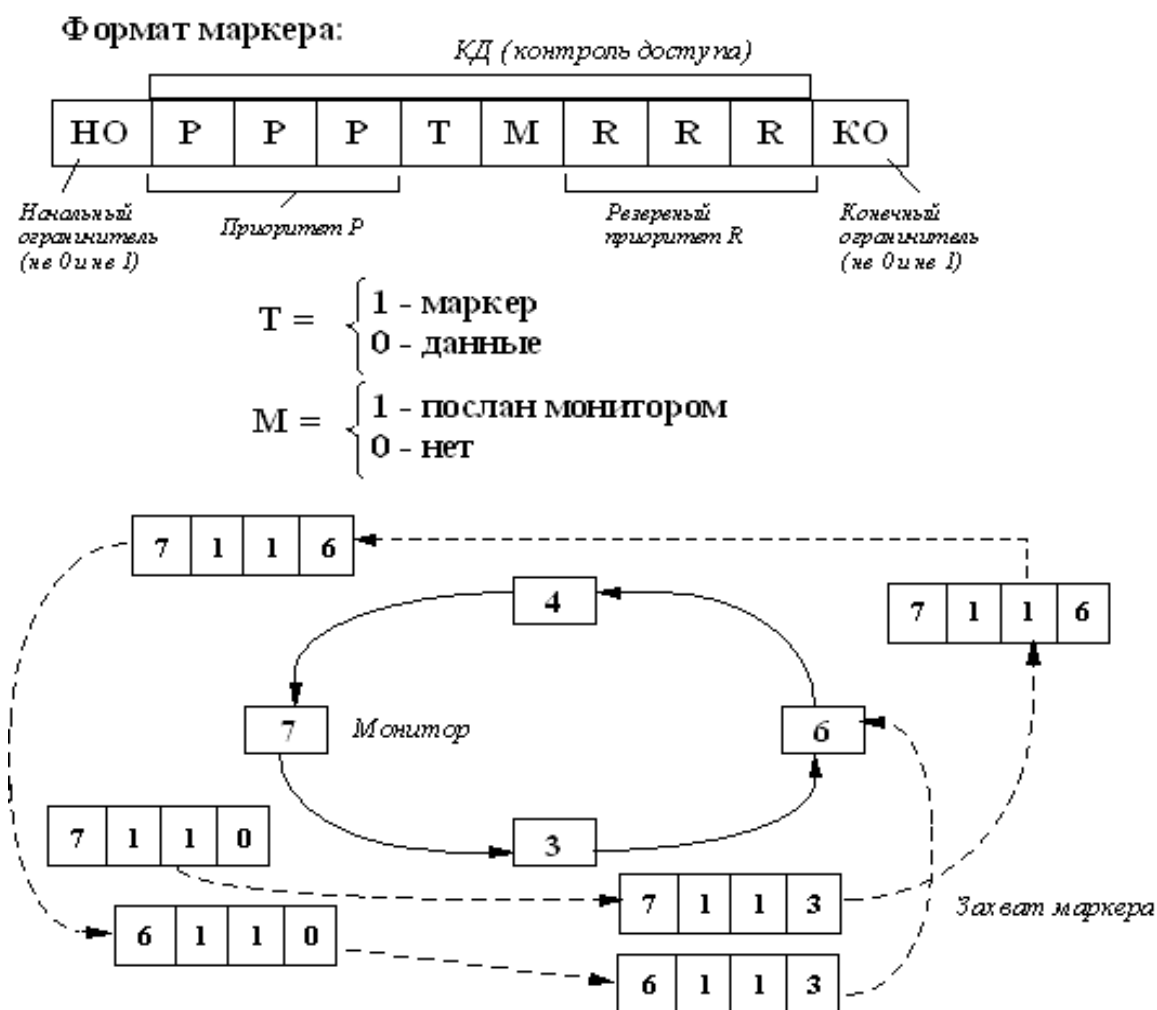 Формат маркера:
КД (контроль доступа)
НО P P P T M R R R КО
Начальный
ограничитель
(не 0 и не 1)
Приоритет P
Резервный
приоритет R
Конечный
ограничитель
(не 0 и не 1)
T = 1 - маркер
0 - данные
M = 1 - послан монитором
0 - нет
7 1 1 6
4
7 1 1 6
7
Монитор
6
7 1 1 0
3
7 1 1 3
Захват маркера
6 1 1 0
6 1 1 3